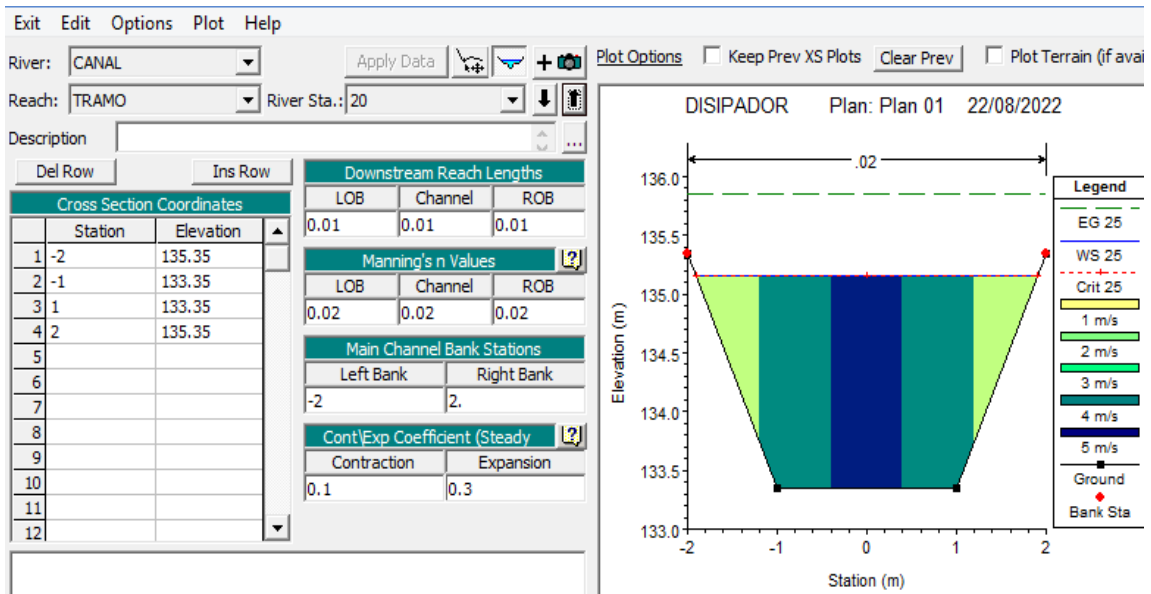 Exit Edit Options Plot Help
River: CANAL Apply Data Plot Options Keep Prev XS Plots Clear Prev Plot Terrain (if avai
Reach: TRAMO River Sta.: 20
Description ...
Del Row Ins Row
Cross Section Coordinates
Station Elevation
1 -2 135.35
2 -1 133.35
3 1 133.35
4 2 135.35
5
6
7
8
9
10
11
12
Downstream Reach Lengths
LOB Channel ROB
0.01 0.01 0.01
Manning's n Values ?
LOB Channel ROB
0.02 0.02 0.02
Main Channel Bank Stations
Left Bank Right Bank
-2 2.
Cont\Exp Coefficient (Steady ?
Contraction Expansion
0.1 0.3
DISIPADOR Plan: Plan 01 22/08/2022
.02
136.0
135.5
135.0
134.5
134.0
133.5
133.0
Elevation (m)
-2 -1 0 1 2
Station (m)
Legend
EG 25
WS 25
Crit 25
1 m/s
2 m/s
3 m/s
4 m/s
5 m/s
Ground
Bank Sta